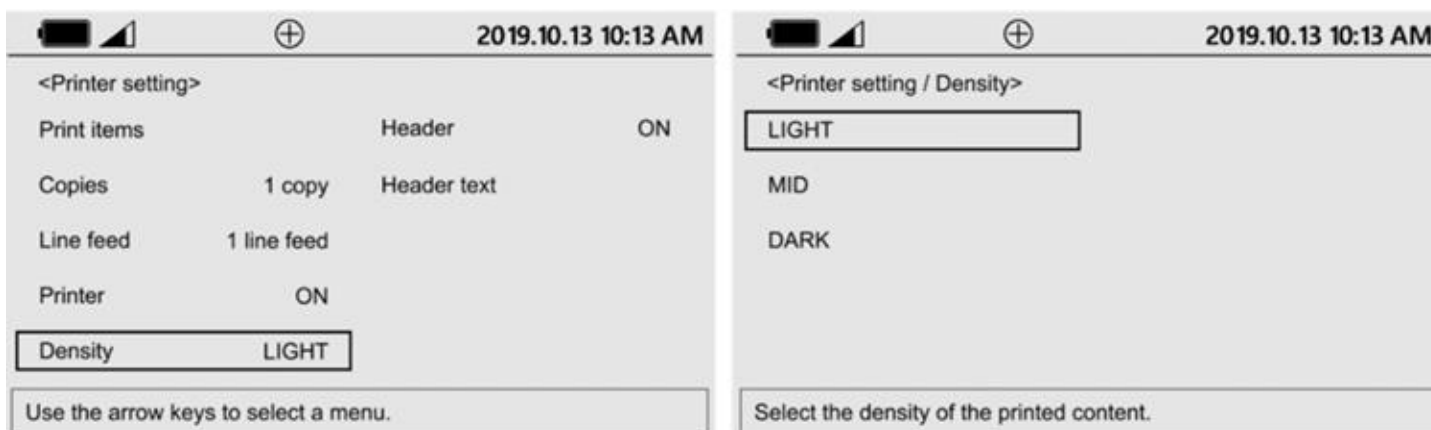 2019.10.13 10:13 AM
<Printer setting>
Print items
Header ON
Copies 1 copy
Header text
Line feed 1 line feed
Printer ON
Density LIGHT
Use the arrow keys to select a menu.
2019.10.13 10:13 AM
<Printer setting / Density>
LIGHT
MID
DARK
Select the density of the printed content.